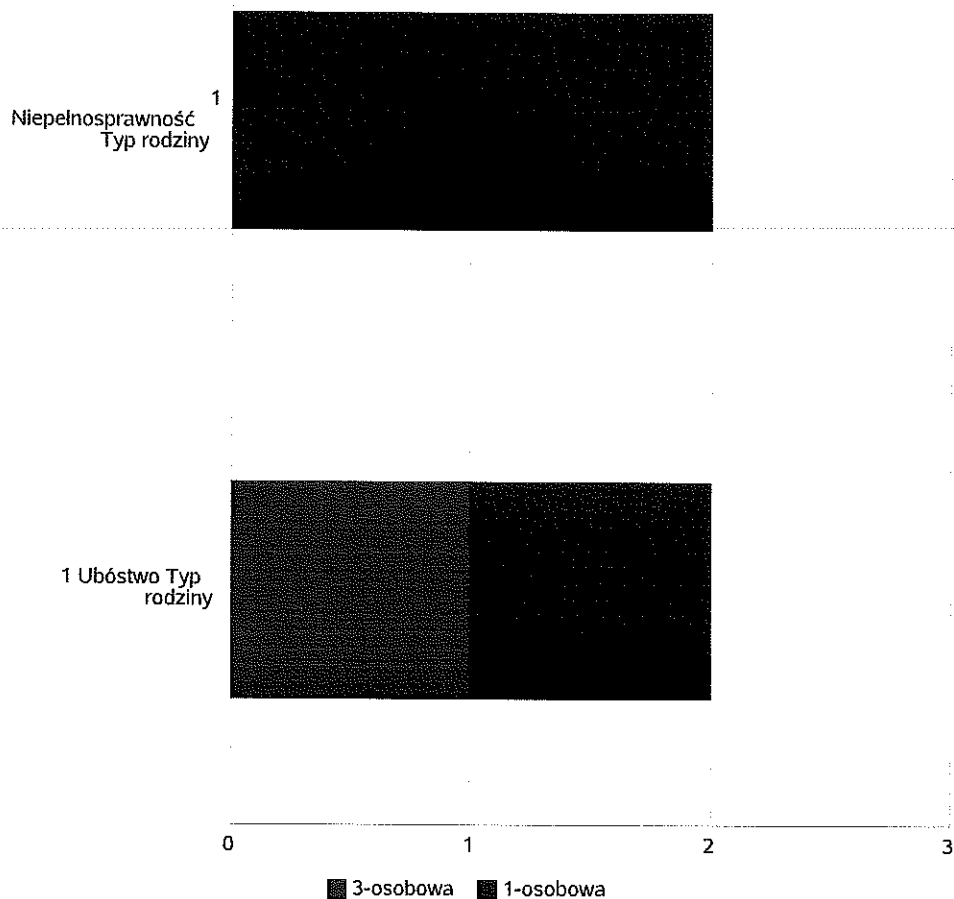 1
Niepełnosprawność
Typ rodziny
1 Ubóstwo Typ
rodziny
0 1 2 3
3-osobowa 1-osobowa